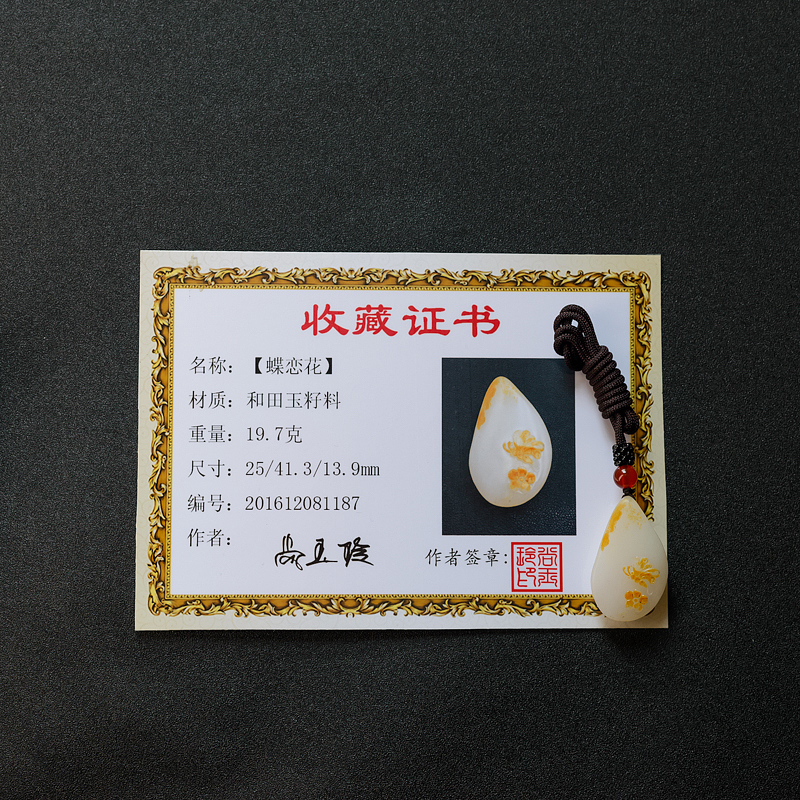 收藏证书
名称：【蝶恋花】
材质：和田玉籽料
重量：19.7克
尺寸：25/41.3/13.9mm
编号：201612081187
作者：
作者签章：